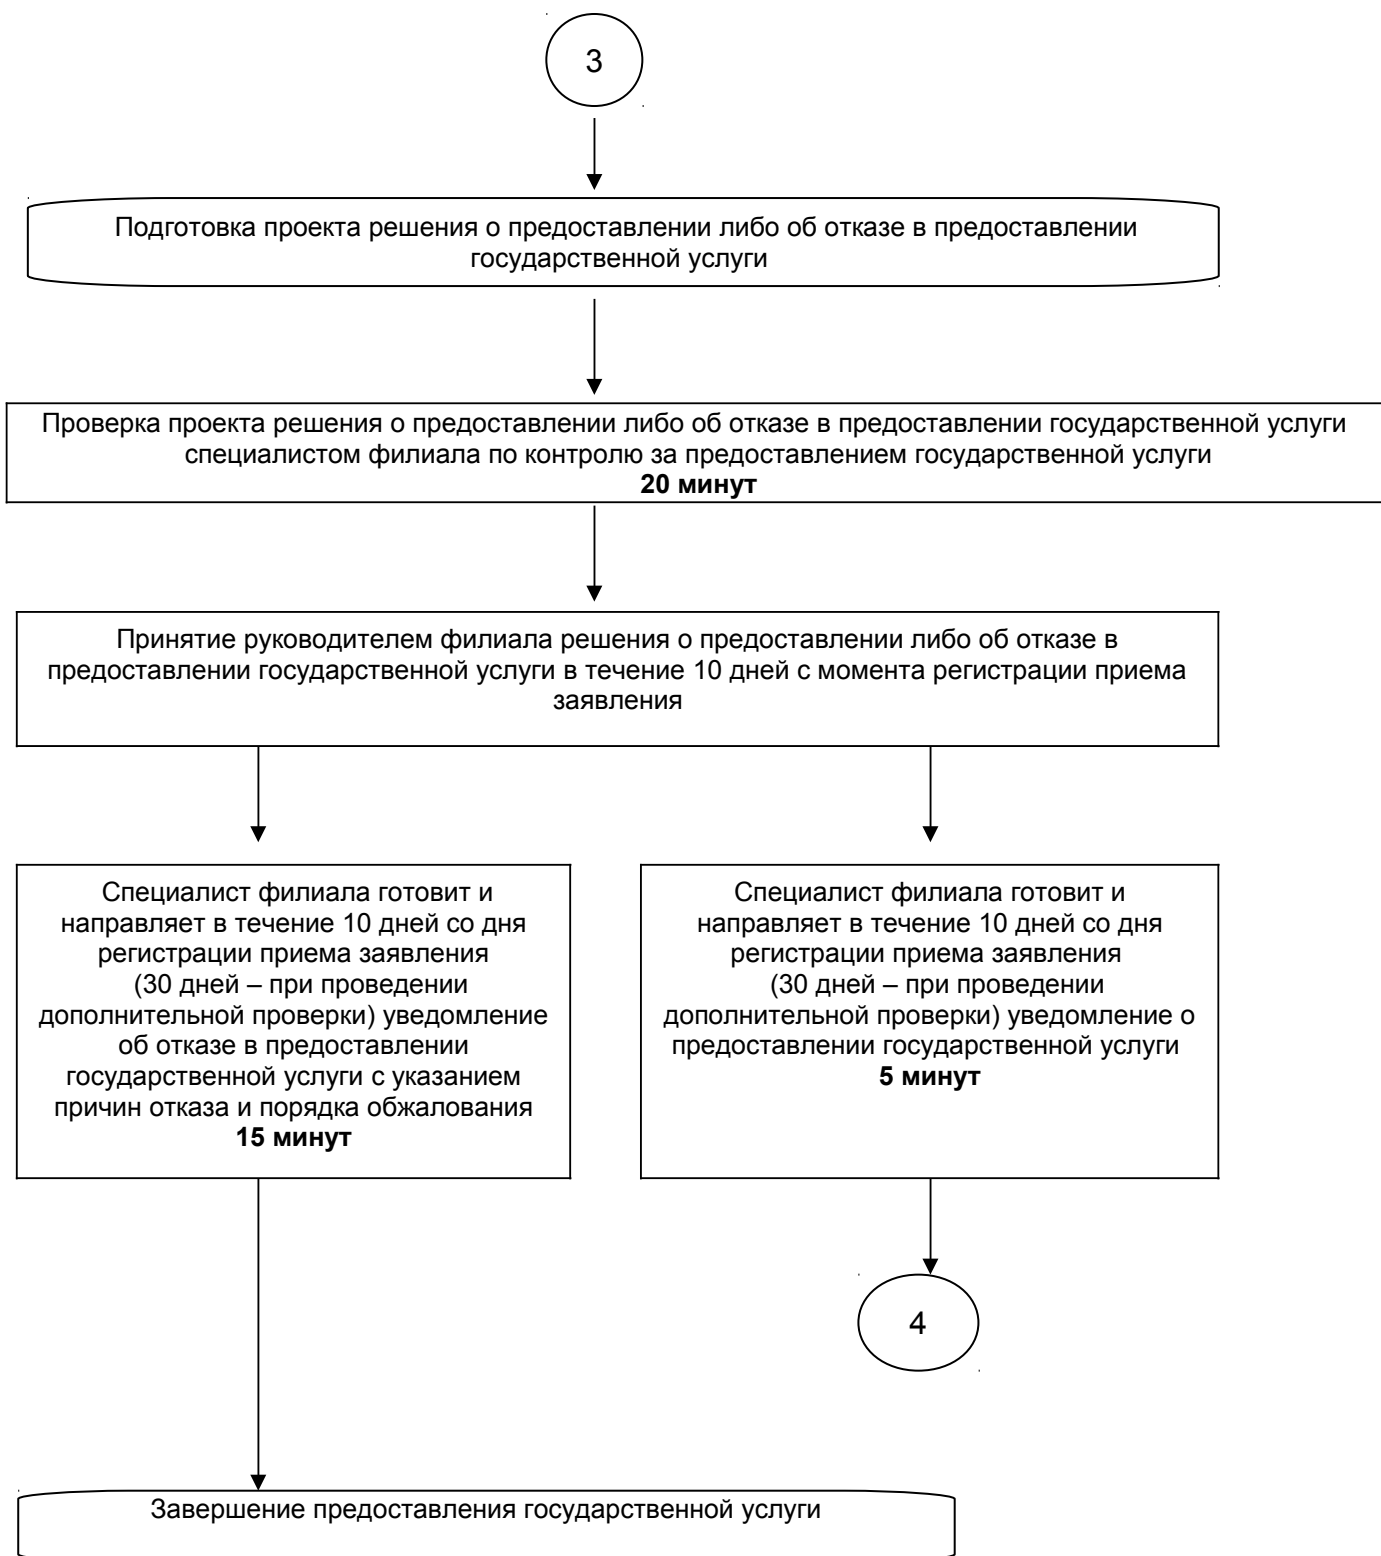 3
Подготовка проекта решения о предоставлении либо об отказе в предоставлении
государственной услуги
Проверка проекта решения о предоставлении либо об отказе в предоставлении государственной услуги
специалистом филиала по контролю за предоставлением государственной услуги
20 минут
Принятие руководителем филиала решения о предоставлении либо об отказе в
предоставлении государственной услуги в течение 10 дней с момента регистрации приема
заявления
Специалист филиала готовит и
направляет в течение 10 дней со дня
регистрации приема заявления
(30 дней – при проведении
дополнительной проверки) уведомление
об отказе в предоставлении
государственной услуги с указанием
причин отказа и порядка обжалования
15 минут
Специалист филиала готовит и
направляет в течение 10 дней со дня
регистрации приема заявления
(30 дней – при проведении
дополнительной проверки) уведомление о
предоставлении государственной услуги
5 минут
4
Завершение предоставления государственной услуги